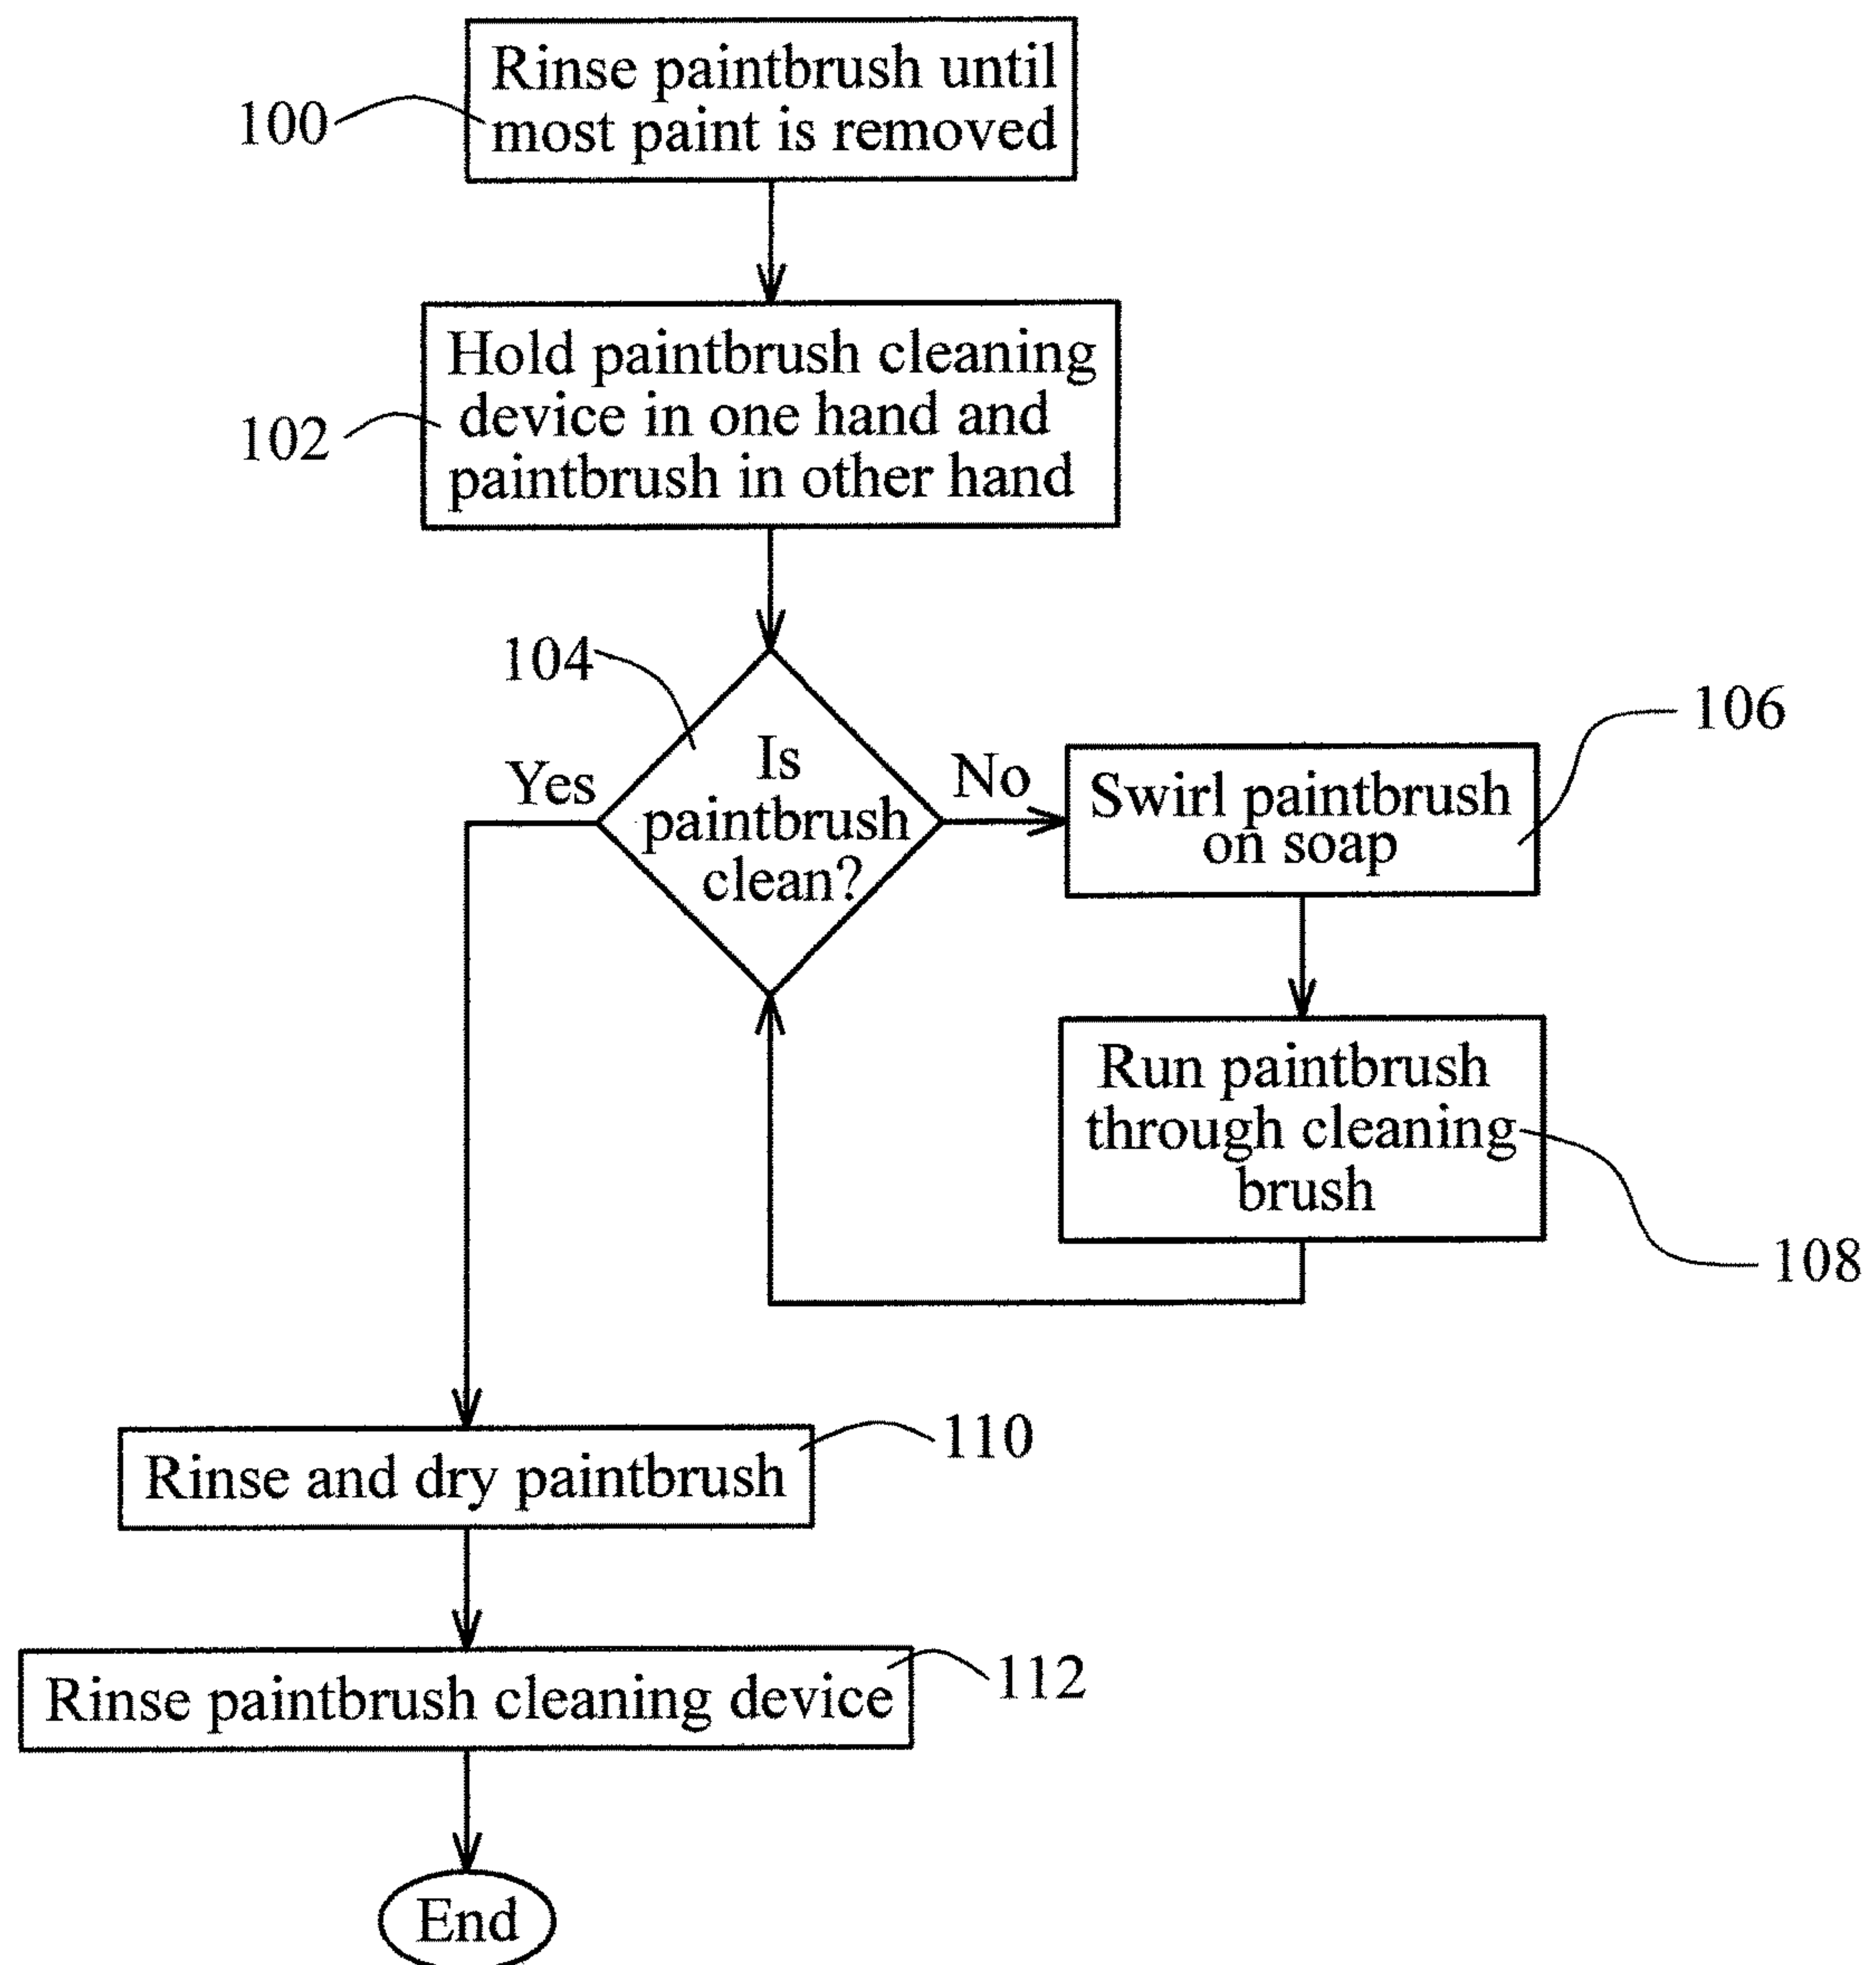 Rinse paintbrush until
most paint is removed
100
Hold paintbrush cleaning
device in one hand and
paintbrush in other hand
102
104
Is
paintbrush
clean?
Yes
No
106
Swirl paintbrush
on soap
Run paintbrush
through cleaning
brush
108
110
Rinse and dry paintbrush
112
Rinse paintbrush cleaning device
End